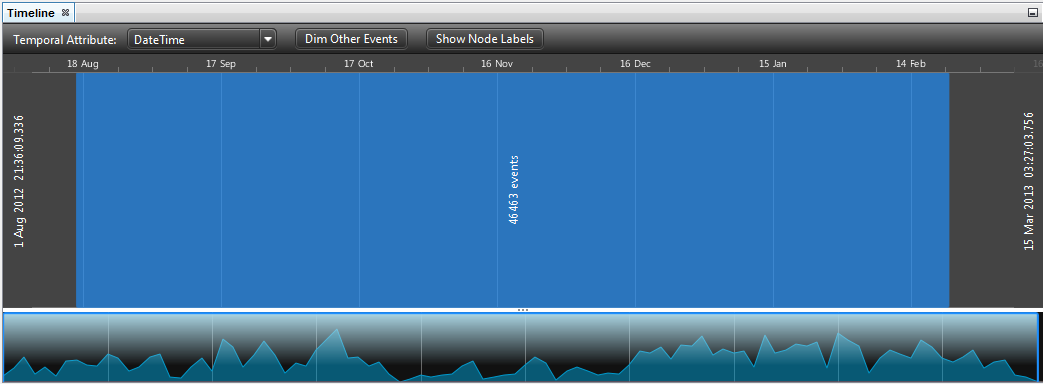 Timeline
Temporal Attribute: DateTime Dim Other Events Show Node Labels
18 Aug 17 Sep 17 Oct 16 Nov 16 Dec 15 Jan 14 Feb 16
1 Aug 2012 21:36:09.336
46463 events
15 Mar 2013 03:27:03.756